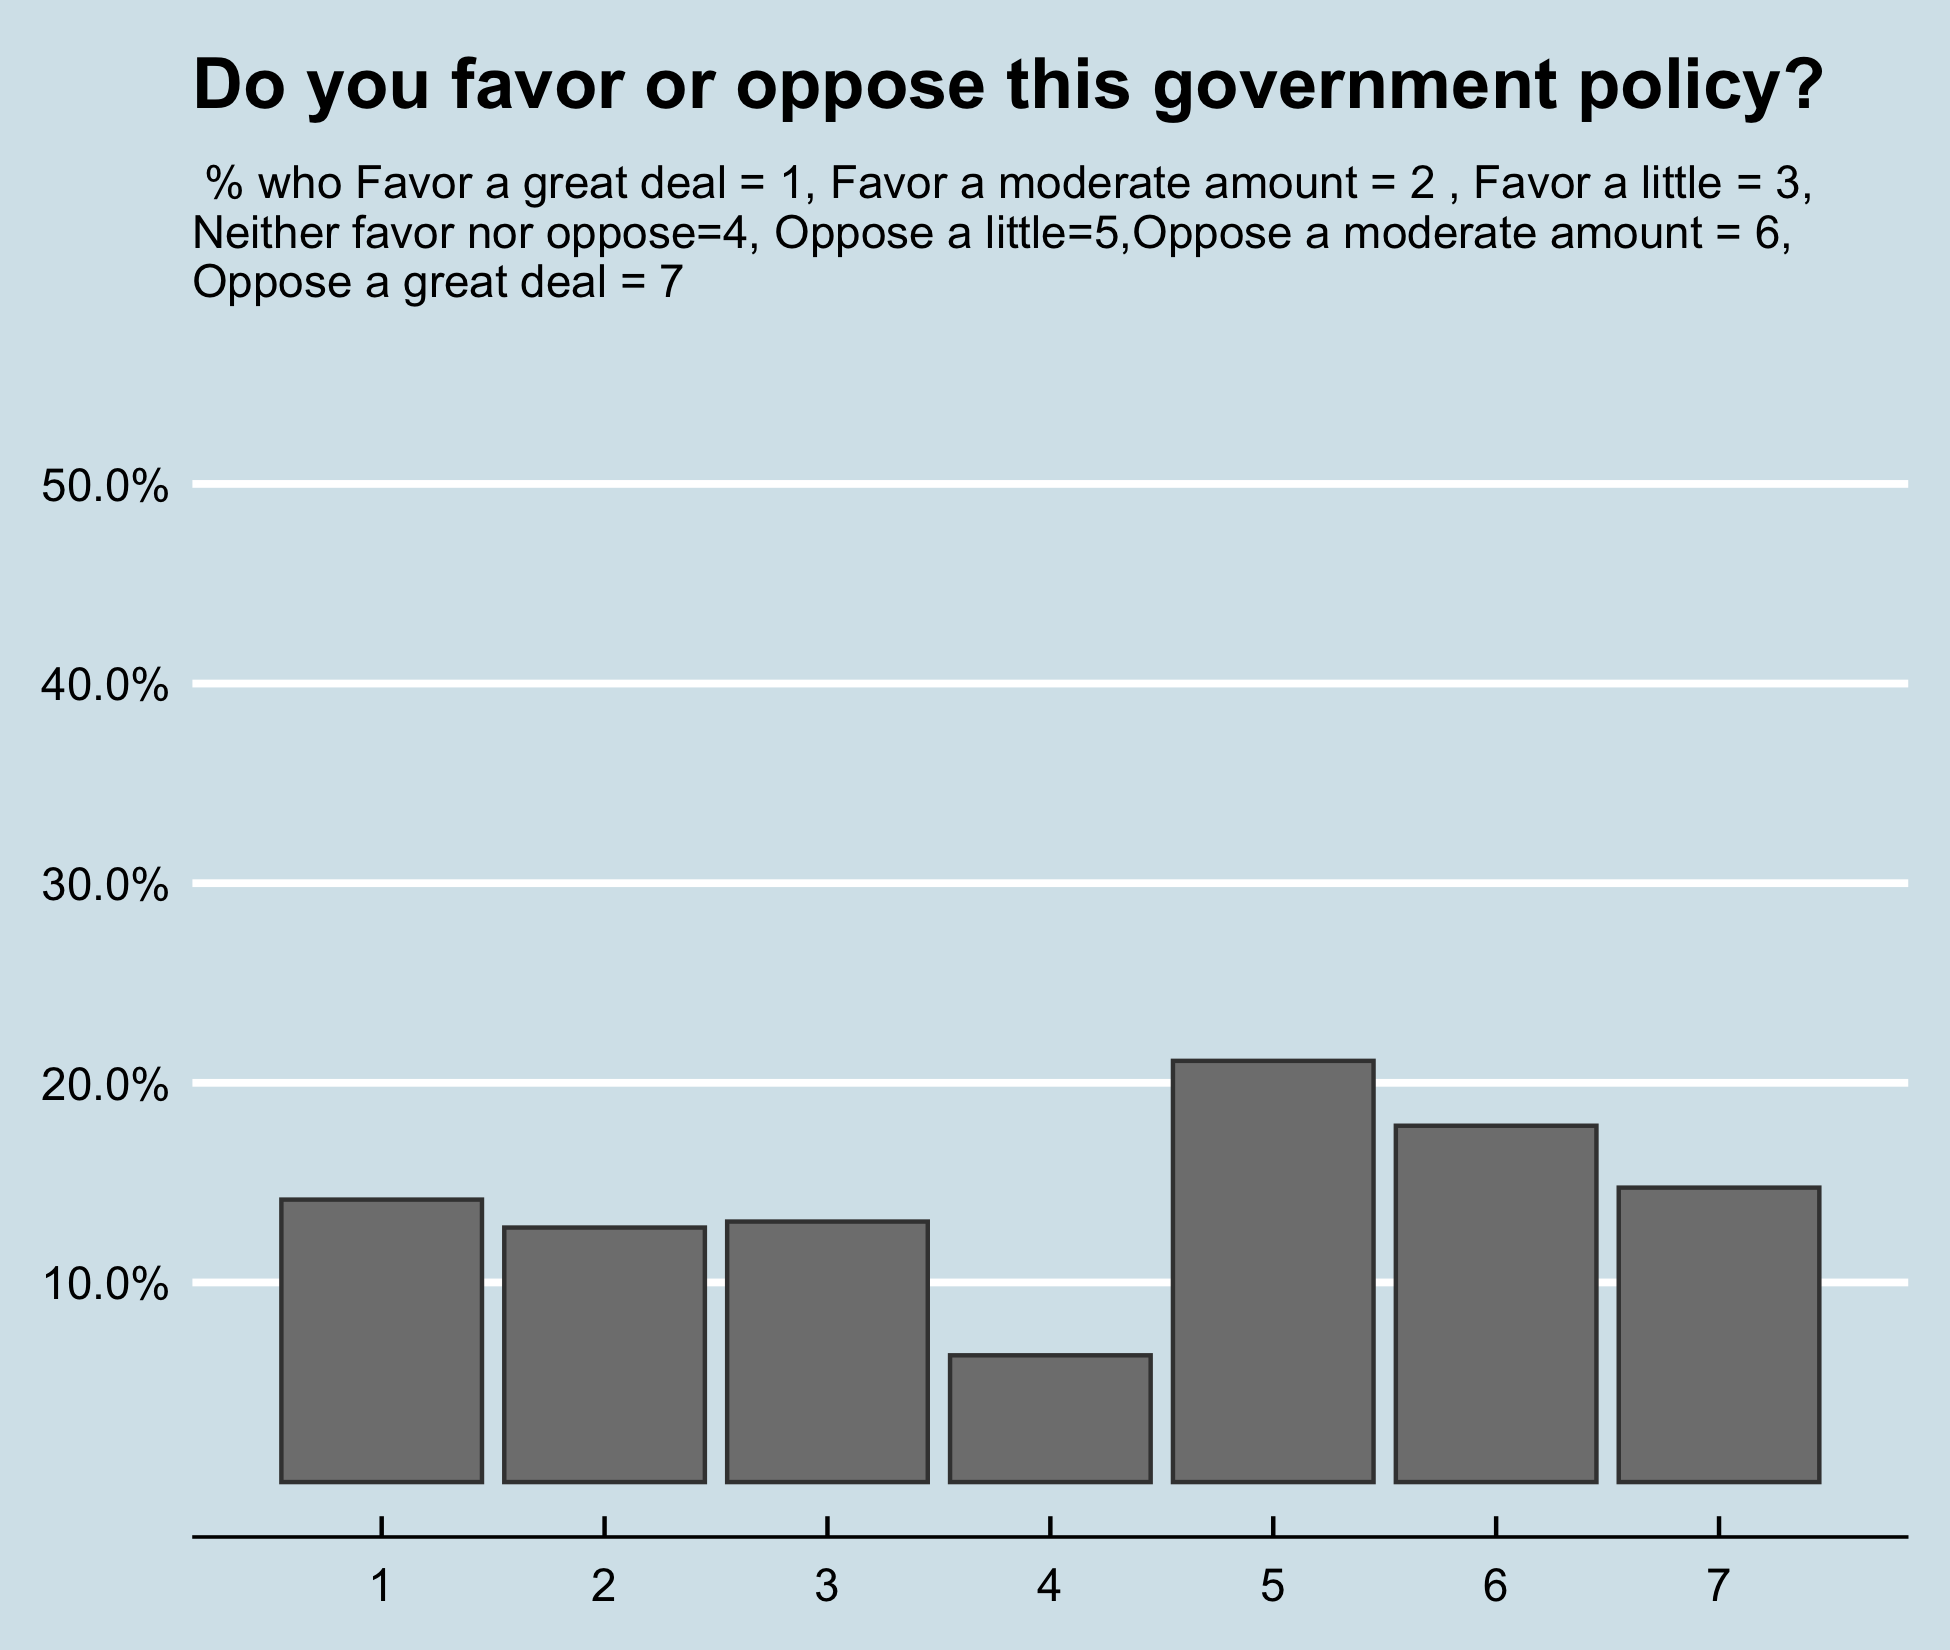 Do you favor or oppose this government policy?
% who Favor a great deal = 1, Favor a moderate amount = 2 , Favor a little = 3,
Neither favor nor oppose=4, Oppose a little=5,Oppose a moderate amount = 6,
Oppose a great deal = 7
50.0%
40.0%
30.0%
20.0%
10.0%
1 2 3 4 5 6 7